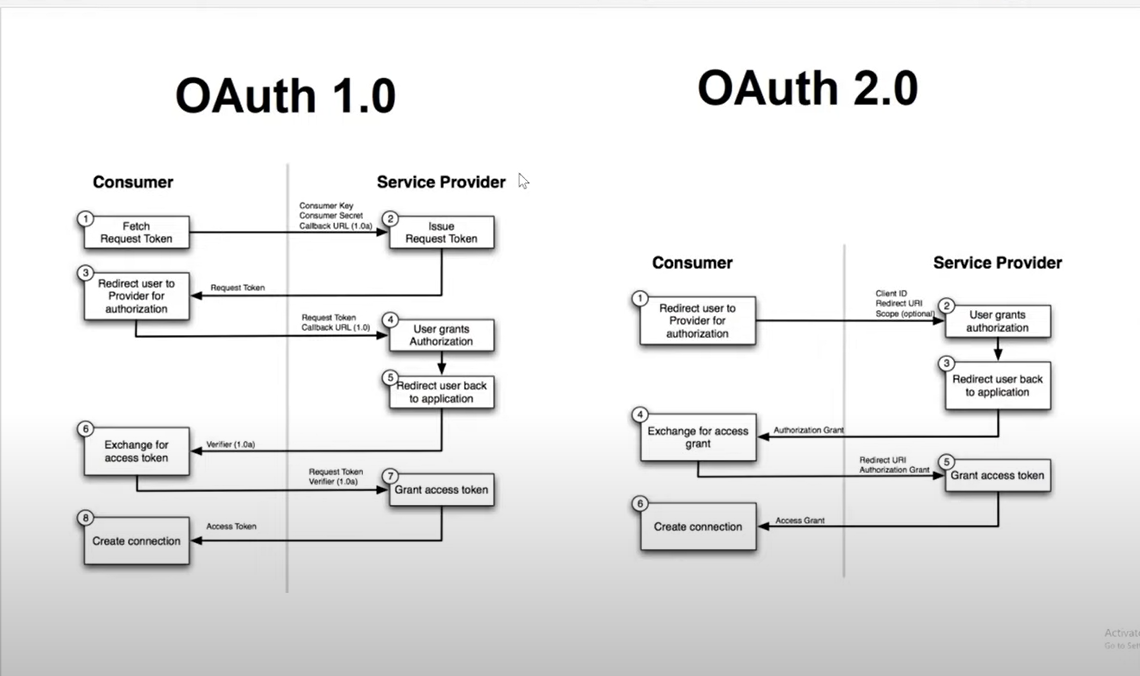 OAuth 1.0
Consumer
Service Provider
1
Fetch
Request Token
Consumer Key
Consumer Secret
Callback URL (1.0a)
2
Issue
Request Token
3
Redirect user to
Provider for
authorization
Request Token
Request Token
Callback URL (1.0)
4
User grants
Authorization
5
Redirect user back
to application
6
Exchange for
access token
Verifier (1.0a)
Request Token
Verifier (1.0a)
7
Grant access token
8
Create connection
Access Token
OAuth 2.0
Consumer
Service Provider
1
Redirect user to
Provider for
authorization
Client ID
Redirect URI
Scope (optional)
2
User grants
authorization
3
Redirect user back
to application
4
Exchange for access
grant
Authorization Grant
Redirect URI
Authorization Grant
5
Grant access token
6
Create connection
Access Grant
Activate
Go to Set